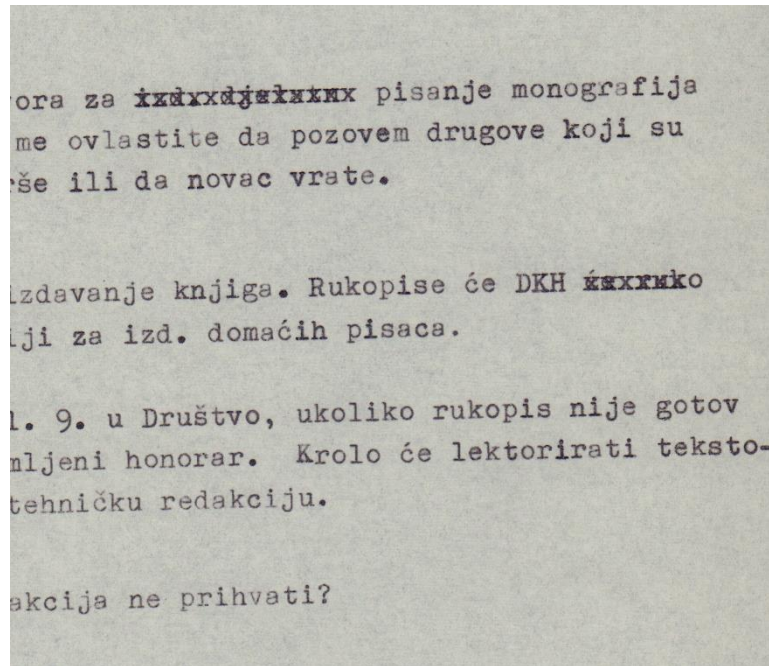 ora za pisanje monografija
me ovlastite da pozovem drugove koji su
rše ili da novac vrate.
izdavanje knjiga. Rukopise će DKH
iji za izd. domaćih pisaca.
1. 9. u Društvo, ukoliko rukopis nije gotov
mljeni honorar. Krolo će lektorirati teksto-
tehničku redakciju.
akcija ne prihvati?